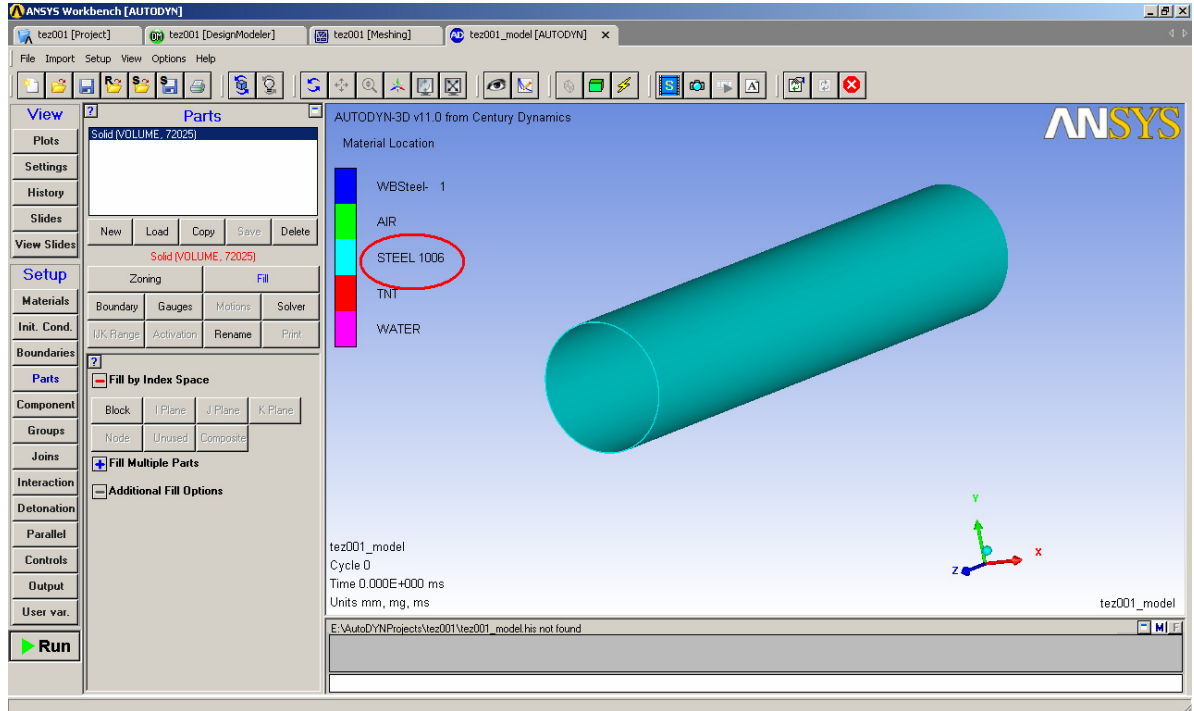 ANSYS Workbench [AUTODYN]
tez001 [Project] tez001 [DesignModeler] tez001 [Meshing] tez001_model [AUTODYN]
File Import Setup View Options Help
View
Plots
Settings
History
Slides
View Slides
Setup
Materials
Init. Cond.
Boundaries
Parts
Component
Groups
Joins
Interaction
Detonation
Parallel
Controls
Output
User var.
Run
? Parts
Solid (VOLUME, 72025)
New Load Copy Save Delete
Solid (VOLUME, 72025)
Zoning Fill
Boundary Gauges Motions Solver
IJK Range Activation Rename Print
?
Fill by Index Space
Block I Plane J Plane K Plane
Node Unused Composite
Fill Multiple Parts
Additional Fill Options
AUTODYN-3D v11.0 from Century Dynamics
Material Location
ANSYS
WBSteel- 1
AIR
STEEL 1006
TNT
WATER
Y
X
Z
tez001_model
Cycle 0
Time 0.000E+000 ms
Units mm, mg, ms
tez001_model
E:\AutoDYNProjects\tez001\tez001_model.his not found
M F